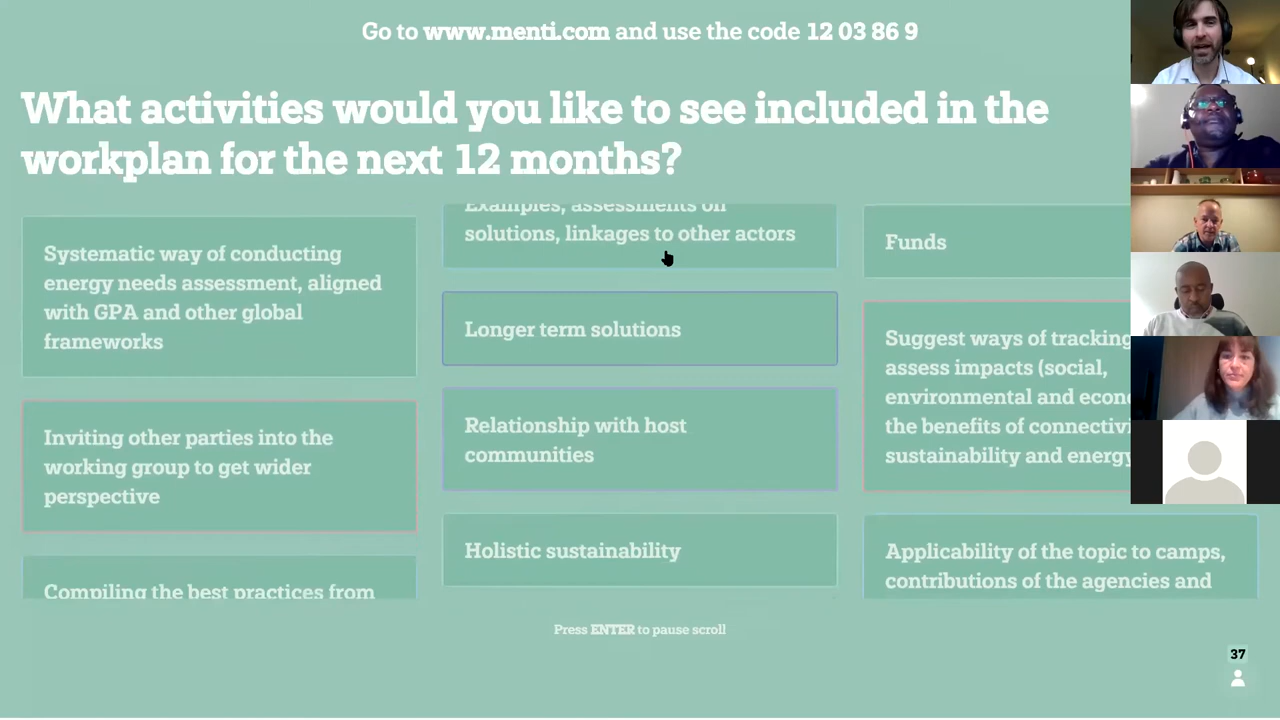 Go to www.menti.com and use the code 12 03 86 9
What activities would you like to see included in the
workplan for the next 12 months?
Systematic way of conducting
energy needs assessment, aligned
with GPA and other global
frameworks
Inviting other parties into the
working group to get wider
perspective
Compiling the best practices from
Examples, assessments on
solutions, linkages to other actors
Longer term solutions
Relationship with host
communities
Holistic sustainability
Funds
Suggest ways of tracking
assess impacts (social,
environmental and
the benefits of
sustainability and energy
Applicability of the topic to camps,
contributions of the agencies and
Press ENTER to pause scroll
37